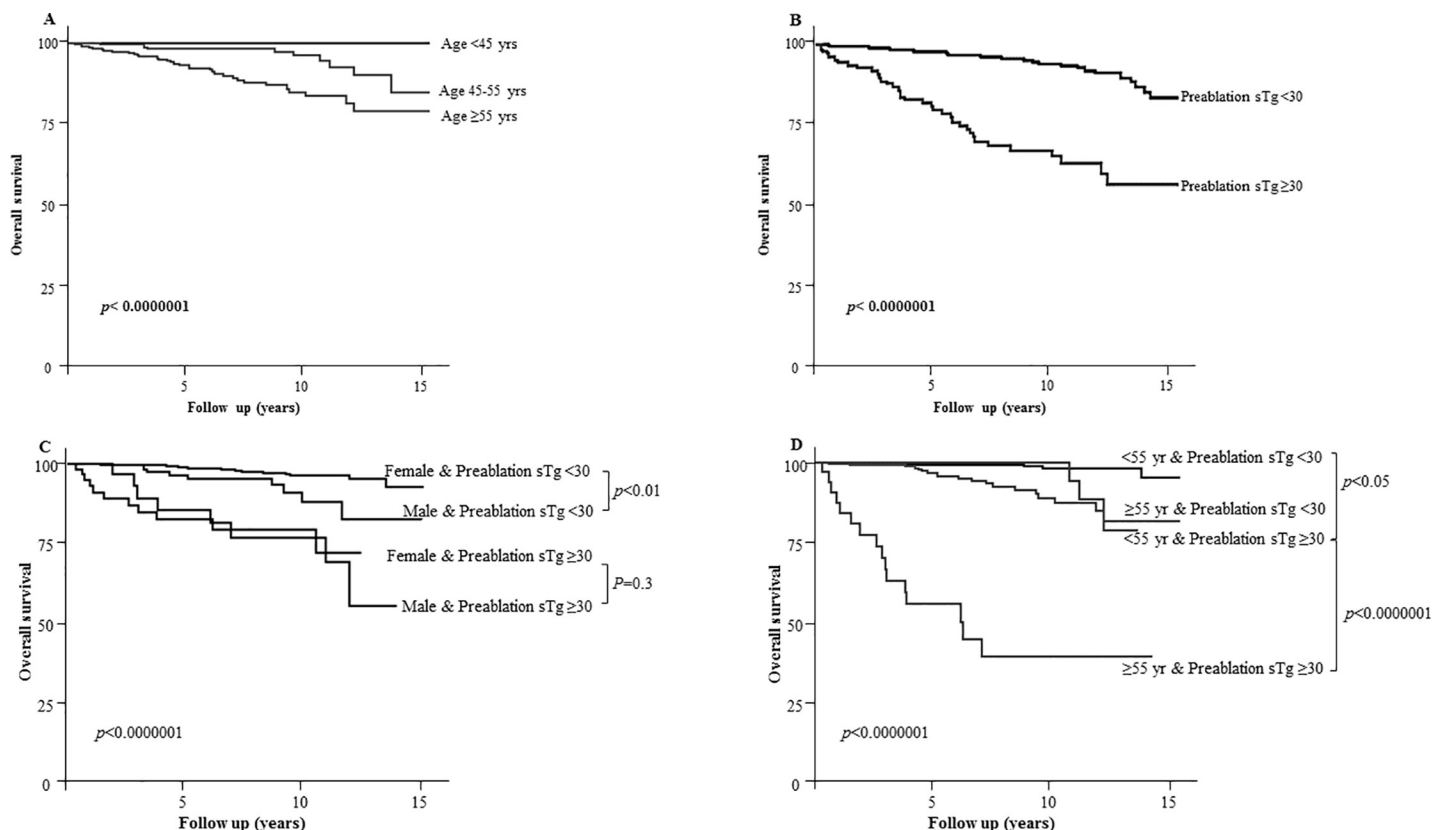 A
100
75
50
25
0
5
10
15
Overall survival
Follow up (years)
Age <45 yrs
Age 45-55 yrs
Age ≥55 yrs
p< 0.0000001
B
100
75
50
25
0
5
10
15
Overall survival
Follow up (years)
Preablation sTg <30
Preablation sTg ≥30
p< 0.0000001
C
100
75
50
25
0
5
10
15
Overall survival
Follow up (years)
Female & Preablation sTg <30
p<0.01
Male & Preablation sTg <30
Female & Preablation sTg ≥30
P=0.3
Male & Preablation sTg ≥30
p<0.0000001
D
100
75
50
25
0
5
10
15
Overall survival
Follow up (years)
<55 yr & Preablation sTg <30
p<0.05
≥55 yr & Preablation sTg <30
<55 yr & Preablation sTg ≥30
p<0.0000001
≥55 yr & Preablation sTg ≥30
p<0.0000001